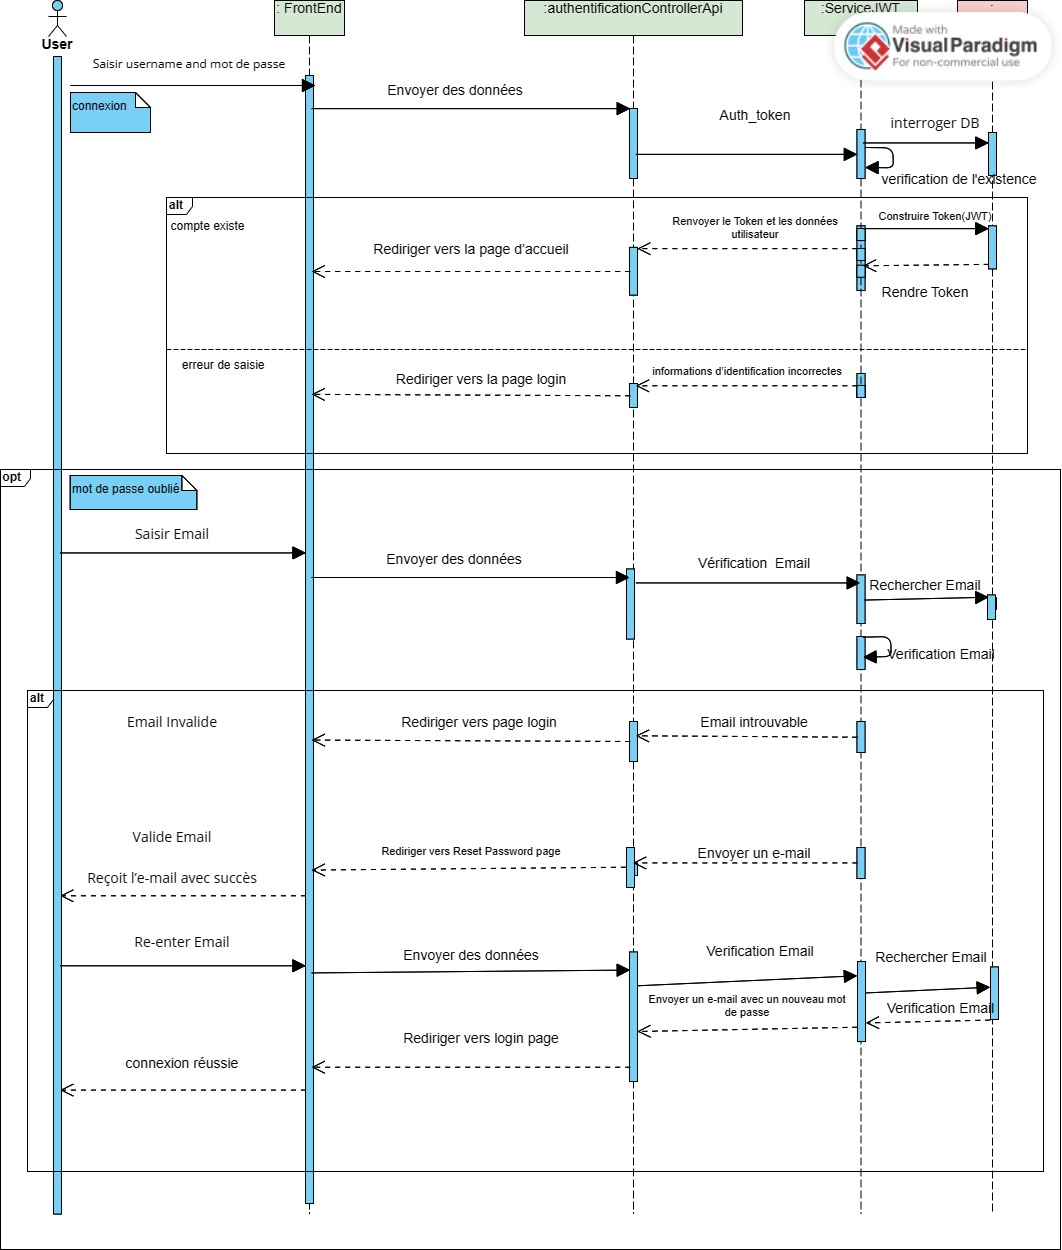 : FrontEnd
:authentificationControllerApi
:ServiceJWT
:
Made with
VisualParadigm
For non-commercial use
User
Saisir username and mot de passe
connexion
Envoyer des données
Auth_token
interroger DB
verification de l'existence
alt
compte existe
Renvoyer le Token et les données
utilisateur
Construire Token(JWT)
Rediriger vers la page d'accueil
Rendre Token
erreur de saisie
informations d'identification incorrectes
Rediriger vers la page login
opt
mot de passe oublié
Saisir Email
Envoyer des données
Vérification Email
Rechercher Email
Verification Email
alt
Email Invalide
Rediriger vers page login
Email introuvable
Valide Email
Rediriger vers Reset Password page
Envoyer un e-mail
Reçoit l'e-mail avec succès
Re-enter Email
Envoyer des données
Verification Email
Rechercher Email
Envoyer un e-mail avec un nouveau mot
de passe
Verification Email
Rediriger vers login page
connexion réussie